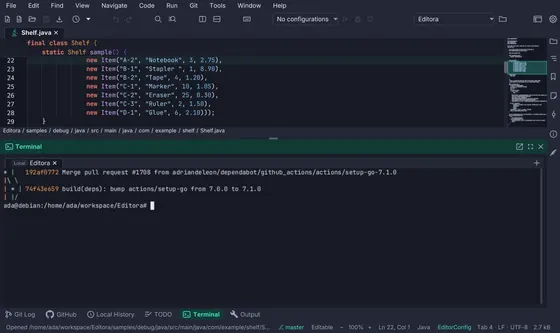 File Edit View Navigate Code Run Debug Tools Git Window Help
No configurations
Editora
Shelf.java
final class Shelf {
static Shelf sample() {
22 new Item("A-2", "Notebook", 3, 2.75),
23 new Item("B-1", "Stapler ", 1, 8.90),
24 new Item("B-2", "Tape", 4, 1.20),
25 new Item("C-1", "Marker", 10, 1.05),
26 new Item("C-2", "Eraser", 25, 0.30),
27 new Item("C-3", "Ruler", 2, 1.50),
28 new Item("D-1", "Glue", 6, 2.10)));
29 }
Editora / samples / debug / java / src / main / java / com / example / shelf / Shelf.java
Terminal
Local Editora
* | 192af0772 Merge pull request #1708 from adriandeleon/dependabot/github_actions/actions/setup-go-7.1.0
|\ \
| * | 74f43ea59 build(deps): bump actions/setup-go from 7.0.0 to 7.1.0
| |/
ada@debian:/home/ada/workspace/Editora#
Git Log GitHub Local History TODO Terminal Output
Opened /home/ada/workspace/Editora/samples/debug/java/src/main/java/com/example/shelf/S… master Editable − 100% + Ln 22, Col 1 Java EditorConfig Tab 4 LF UTF-8 2.7 kB